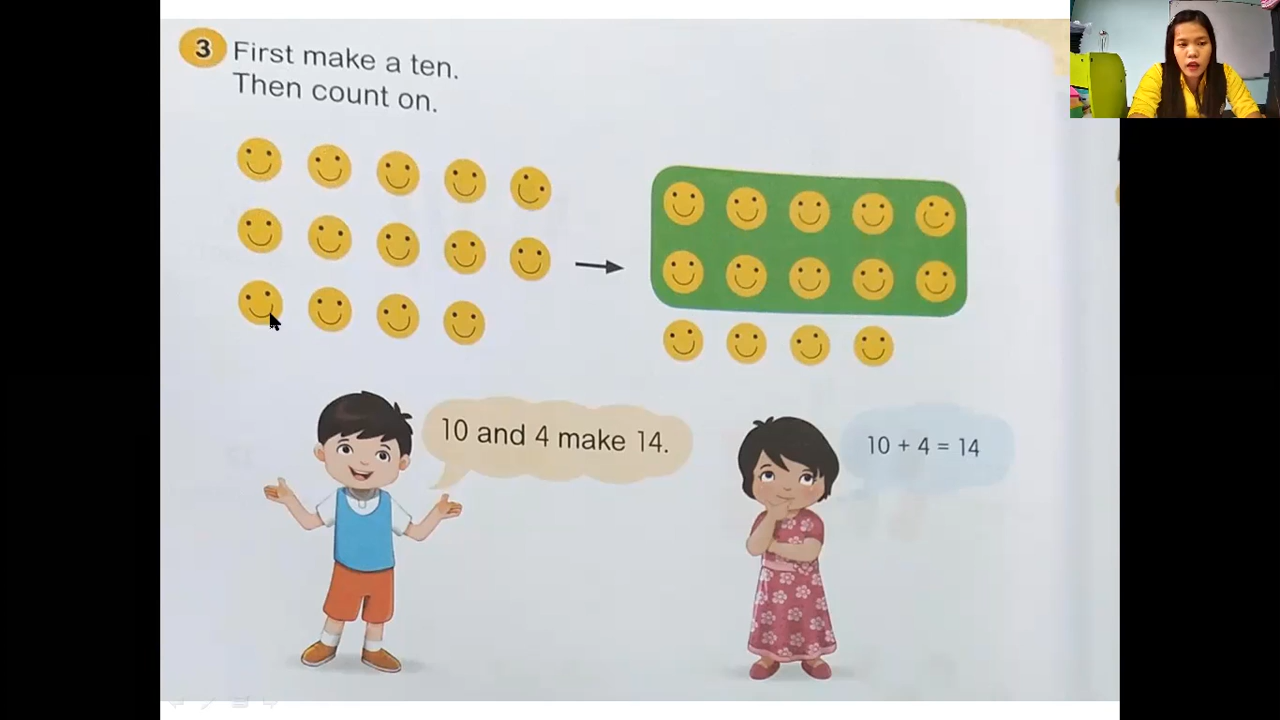 3 First make a ten.
Then count on.
10 and 4 make 14.
10 + 4 = 14